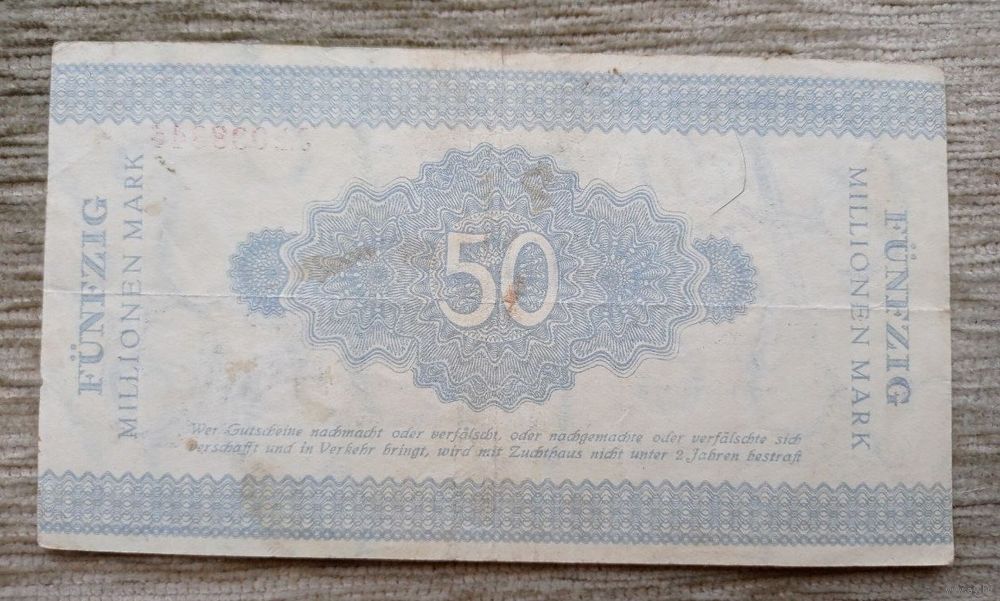 FÜNFZIG
MILLIONEN MARK
50
MILLIONEN MARK
FÜNFZIG
Wer Gutscheine nachmacht oder verfälscht, oder nachgemachte oder verfälschte sich
verschafft und in Verkehr bringt, wird mit Zuchthaus nicht unter 2 Jahren bestraft